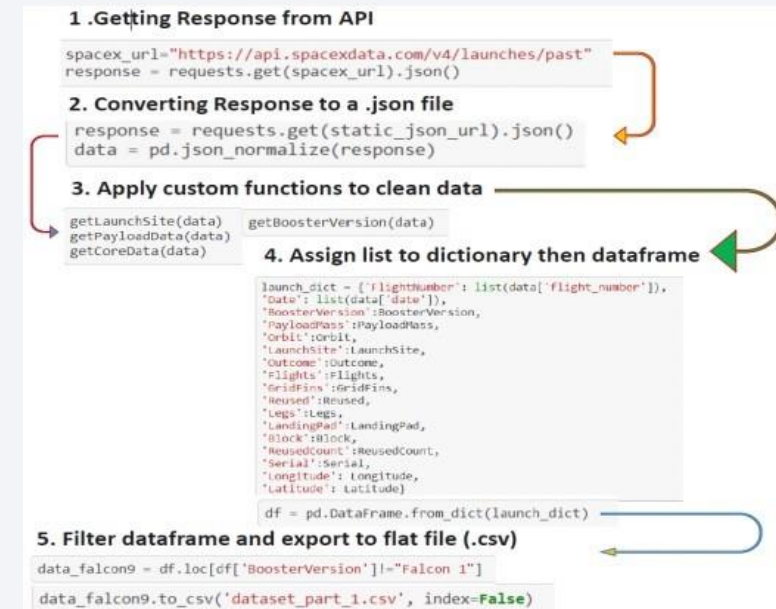 1 .Getting Response from API
spacex_url="https://api.spacexdata.com/v4/launches/past"
response = requests.get(spacex_url).json()
2. Converting Response to a .json file
response = requests.get(static_json_url).json()
data = pd.json_normalize(response)
3. Apply custom functions to clean data
getLaunchSite(data) getBoosterVersion(data)
getPayloadData(data)
getCoreData(data)
4. Assign list to dictionary then dataframe
launch_dict = {'FlightNumber': list(data['flight_number']),
'Date': list(data['date']),
'BoosterVersion':BoosterVersion,
'PayloadMass':PayloadMass,
'Orbit':Orbit,
'LaunchSite':LaunchSite,
'Outcome':Outcome,
'Flights':Flights,
'GridFins':GridFins,
'Reused':Reused,
'Legs':Legs,
'LandingPad':LandingPad,
'Block':Block,
'ReusedCount':ReusedCount,
'Serial':Serial,
'Longitude': Longitude,
'Latitude': Latitude}
df = pd.DataFrame.from_dict(launch_dict)
5. Filter dataframe and export to flat file (.csv)
data_falcon9 = df.loc[df['BoosterVersion']!="Falcon 1"]
data_falcon9.to_csv('dataset_part_1.csv', index=False)